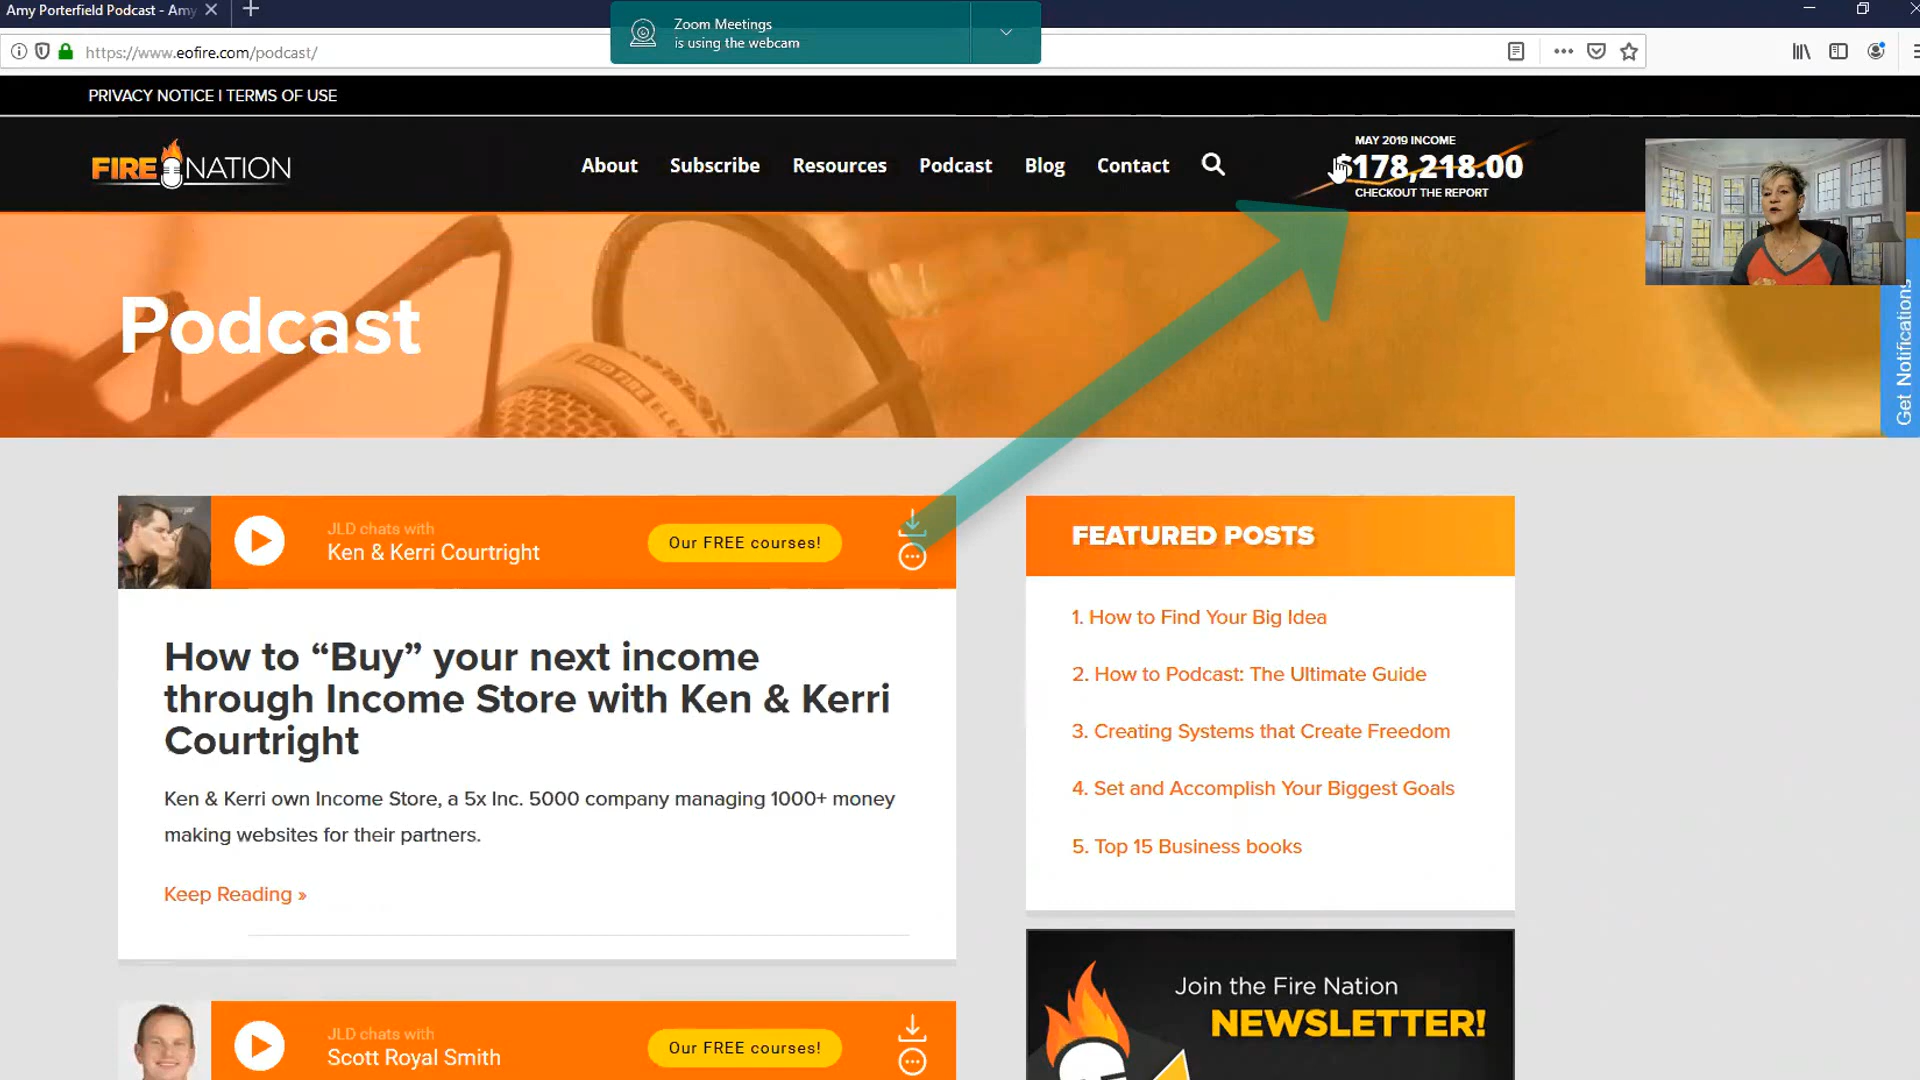 Amy Porterfield Podcast - Amy
Zoom Meetings
is using the webcam
https://www.eofire.com/podcast/
PRIVACY NOTICE I TERMS OF USE
FIRE NATION
About
Subscribe
Resources
Podcast
Blog
Contact
MAY 2019 INCOME
$178,218.00
CHECKOUT THE REPORT
Get Notifications
Podcast
JLD chats with
Ken & Kerri Courtright
Our FREE courses!
How to “Buy” your next income
through Income Store with Ken & Kerri
Courtright
Ken & Kerri own Income Store, a 5x Inc. 5000 company managing 1000+ money
making websites for their partners.
Keep Reading »
JLD chats with
Scott Royal Smith
Our FREE courses!
FEATURED POSTS
1. How to Find Your Big Idea
2. How to Podcast: The Ultimate Guide
3. Creating Systems that Create Freedom
4. Set and Accomplish Your Biggest Goals
5. Top 15 Business books
Join the Fire Nation
NEWSLETTER!